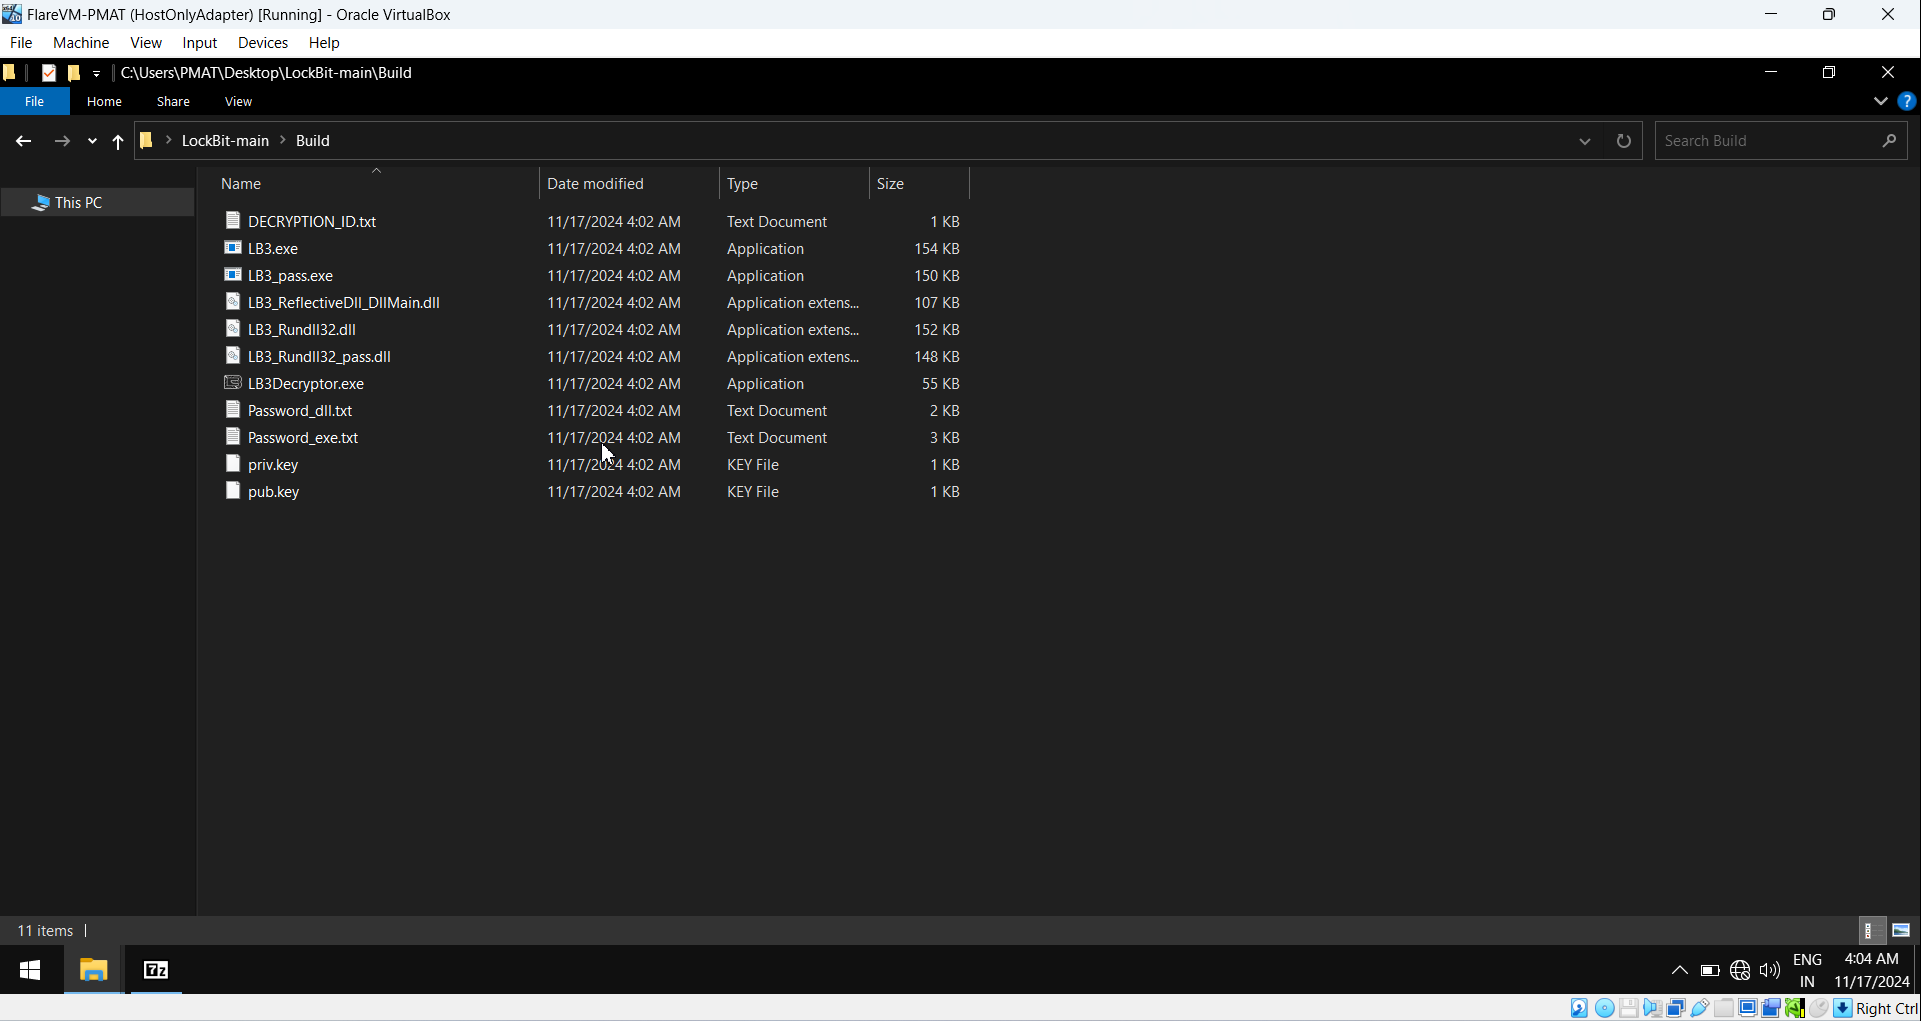 FlareVM-PMAT (HostOnlyAdapter) [Running] - Oracle VirtualBox
File Machine View Input Devices Help
C:\Users\PMAT\Desktop\LockBit-main\Build
File Home Share View ?
LockBit-main Build Search Build
Name Date modified Type Size
This PC
DECRYPTION_ID.txt 11/17/2024 4:02 AM Text Document 1 KB
LB3.exe 11/17/2024 4:02 AM Application 154 KB
LB3_pass.exe 11/17/2024 4:02 AM Application 150 KB
LB3_ReflectiveDll_DllMain.dll 11/17/2024 4:02 AM Application extens... 107 KB
LB3_Rundll32.dll 11/17/2024 4:02 AM Application extens... 152 KB
LB3_Rundll32_pass.dll 11/17/2024 4:02 AM Application extens... 148 KB
LB3Decryptor.exe 11/17/2024 4:02 AM Application 55 KB
Password_dll.txt 11/17/2024 4:02 AM Text Document 2 KB
Password_exe.txt 11/17/2024 4:02 AM Text Document 3 KB
priv.key 11/17/2024 4:02 AM KEY File 1 KB
pub.key 11/17/2024 4:02 AM KEY File 1 KB
11 items
7z ENG 4:04 AM
IN 11/17/2024
Right Ctrl